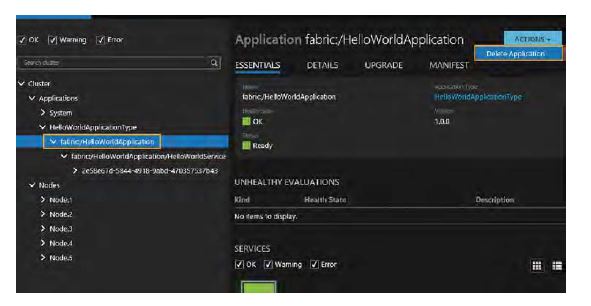 OK Warning Error
Search cluster
Cluster
Applications
System
HelloWorldApplicationType
fabric:/HelloWorldApplication
fabric:/HelloWorldApplication/HelloWorldService
2e58e67d-5844-4918-9abd-470357537b43
Nodes
Node.1
Node.2
Node.3
Node.4
Node.5
Application fabric:/HelloWorldApplication
ACTIONS
Delete Application
ESSENTIALS DETAILS UPGRADE MANIFEST
Name
Application Type
fabric:/HelloWorldApplication
HelloWorldApplicationType
Health State
Version
OK
1.0.0
Status
Ready
UNHEALTHY EVALUATIONS
Kind Health State Description
No items to display.
SERVICES
OK Warning Error